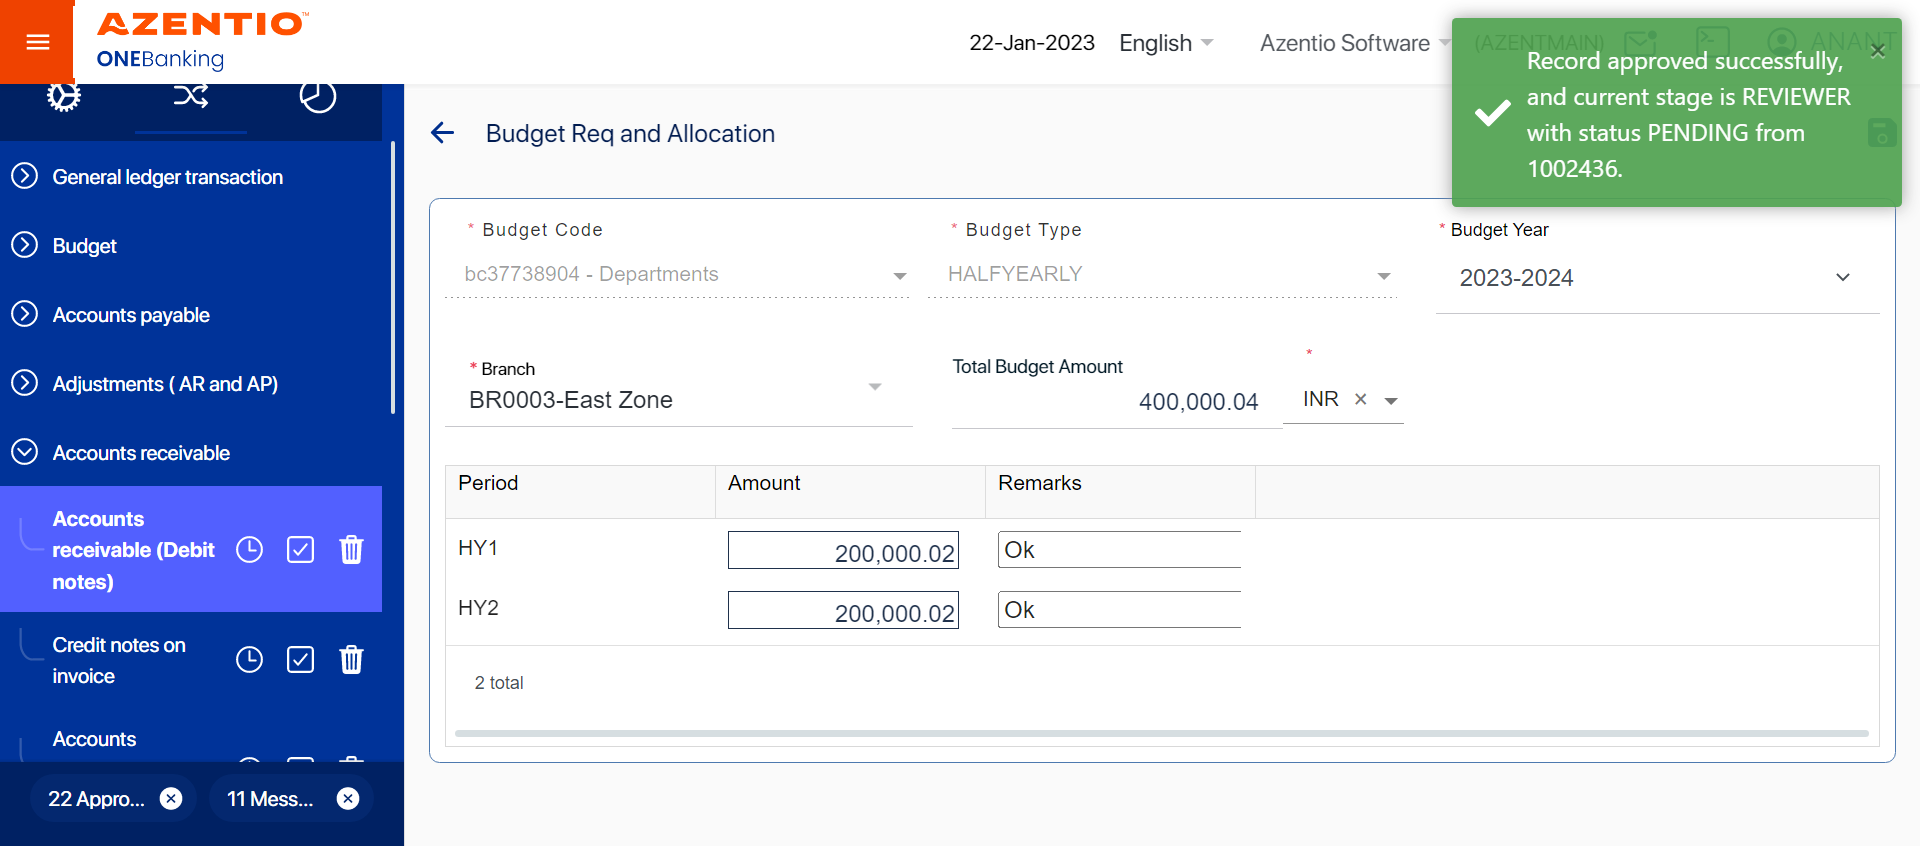 AZENTIO™
ONEBanking
22-Jan-2023
English
Azentio Software
(AZENTMAIN)
ANANT
Record approved successfully,
and current stage is REVIEWER
with status PENDING from
1002436.
General ledger transaction
Budget
Accounts payable
Adjustments ( AR and AP)
Accounts receivable
Accounts
receivable (Debit
notes)
Credit notes on
invoice
Accounts
22 Appro...
11 Mess...
Budget Req and Allocation
* Budget Code
bc37738904 - Departments
* Budget Type
HALFYEARLY
* Budget Year
2023-2024
* Branch
BR0003-East Zone
Total Budget Amount
400,000.04
*
INR ×
Period Amount Remarks
HY1 200,000.02 Ok
HY2 200,000.02 Ok
2 total